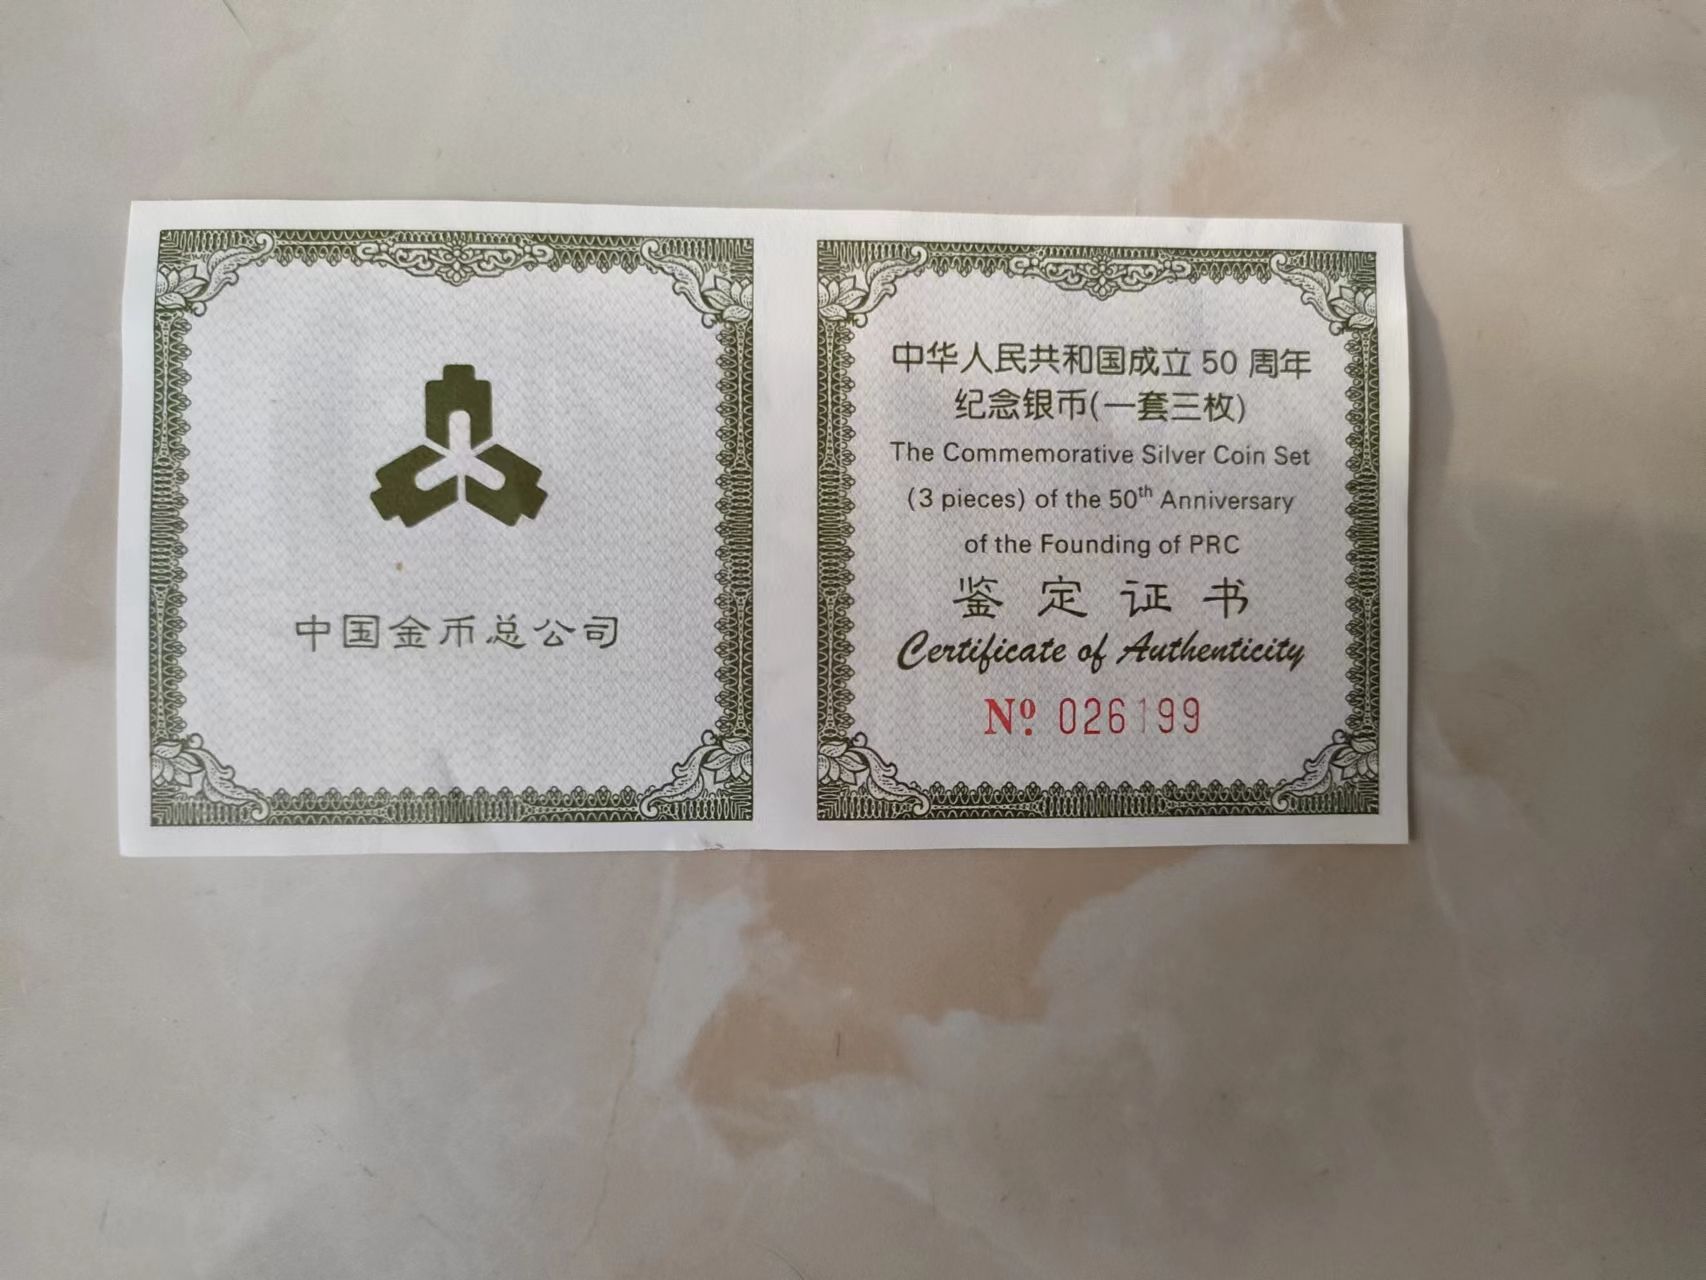 中国金币总公司
中华人民共和国成立 50 周年
纪念银币(一套三枚)
The Commemorative Silver Coin Set
(3 pieces) of the 50th Anniversary
of the Founding of PRC
鉴定证书
Certificate of Authenticity
Nº 026199